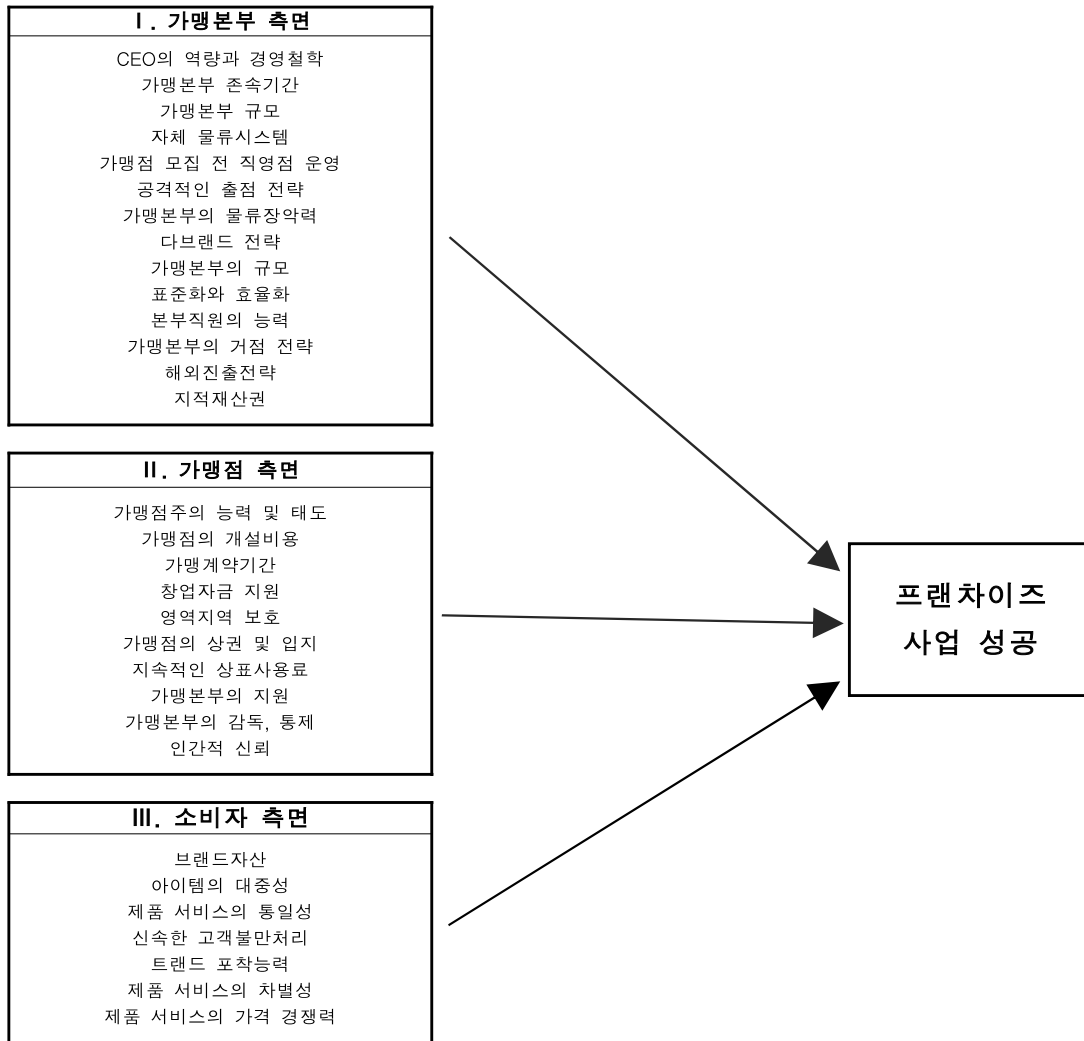 Ⅰ. 가맹본부 측면
CEO의 역량과 경영철학
가맹본부 존속기간
가맹본부 규모
자체 물류시스템
가맹점 모집 전 직영점 운영
공격적인 출점 전략
가맹본부의 물류장악력
다브랜드 전략
가맹본부의 규모
표준화와 효율화
본부직원의 능력
가맹본부의 거점 전략
해외진출전략
지적재산권
Ⅱ. 가맹점 측면
가맹점주의 능력 및 태도
가맹점의 개설비용
가맹계약기간
창업자금 지원
영역지역 보호
가맹점의 상권 및 입지
지속적인 상표사용료
가맹본부의 지원
가맹본부의 감독, 통제
인간적 신뢰
Ⅲ. 소비자 측면
브랜드자산
아이템의 대중성
제품 서비스의 통일성
신속한 고객불만처리
트랜드 포착능력
제품 서비스의 차별성
제품 서비스의 가격 경쟁력
프랜차이즈
사업 성공